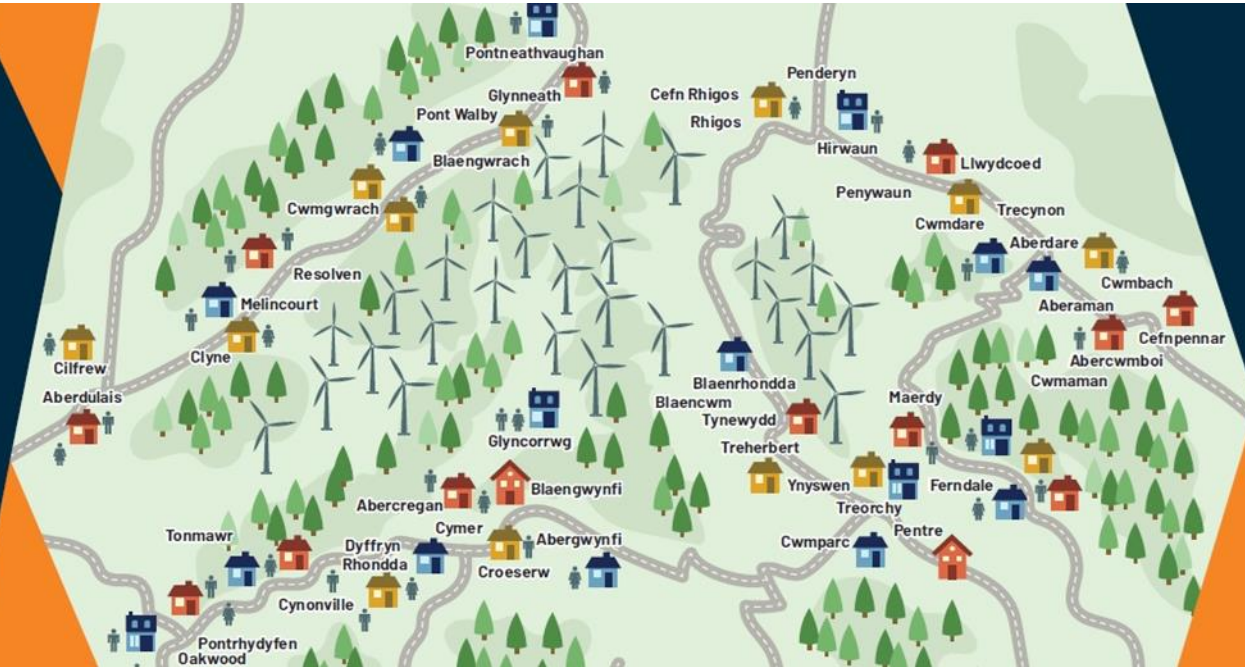 Pontneathvaughan
Glynneath
Pont Walby
Blaengwrach
Cwmgwrach
Resolven
Melincourt
Clyne
Cilfrew
Aberdulais
Cefn Rhigos
Rhigos
Penderyn
Hirwaun
Llwydcoed
Penywaun
Trecynon
Cwmdare
Aberdare
Cwmbach
Aberaman
Cefnpennar
Abercwmboi
Cwmaman
Blaenrhondda
Blaencwm
Tynewydd
Maerdy
Treherbert
Ynyswen
Ferndale
Treorchy
Pentre
Cwmparc
Glyncorrwg
Blaengwynfi
Abercregan
Cymer
Abergwynfi
Croeserw
Tonmawr
Dyffryn
Rhondda
Cynonville
Pontrhydyfen
Oakwood